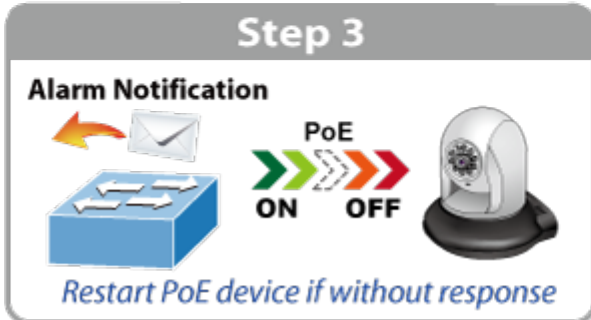 Step 3
Alarm Notification
PoE
ON OFF
Restart PoE device if without response